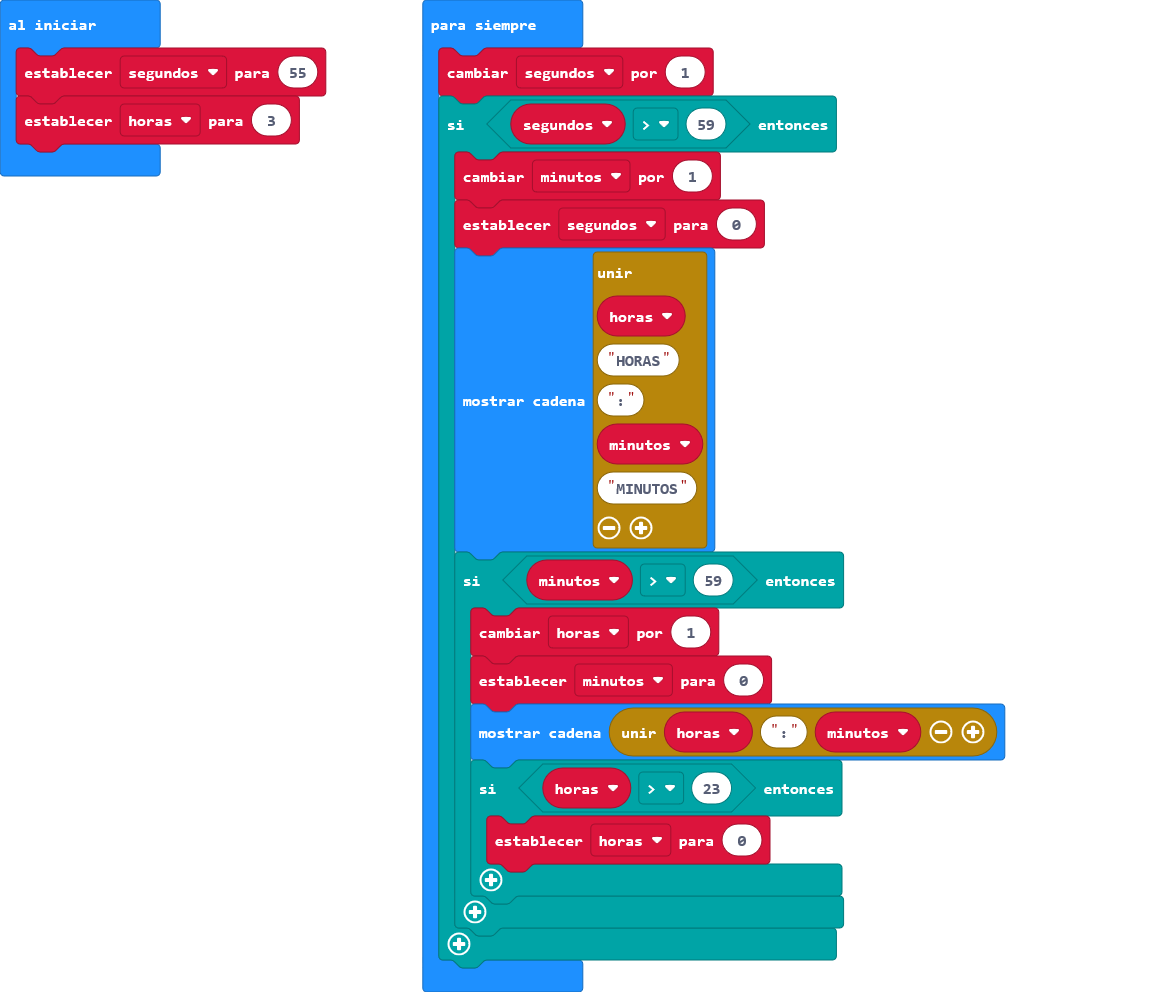 al iniciar
establecer segundos para 55
establecer horas para 3
para siempre
cambiar segundos por 1
si segundos > 59 entonces
cambiar minutos por 1
establecer segundos para 0
mostrar cadena
unir
horas
"HORAS"
":"
minutos
"MINUTOS"
si minutos > 59 entonces
cambiar horas por 1
establecer minutos para 0
mostrar cadena unir horas ":" minutos
si horas > 23 entonces
establecer horas para 0